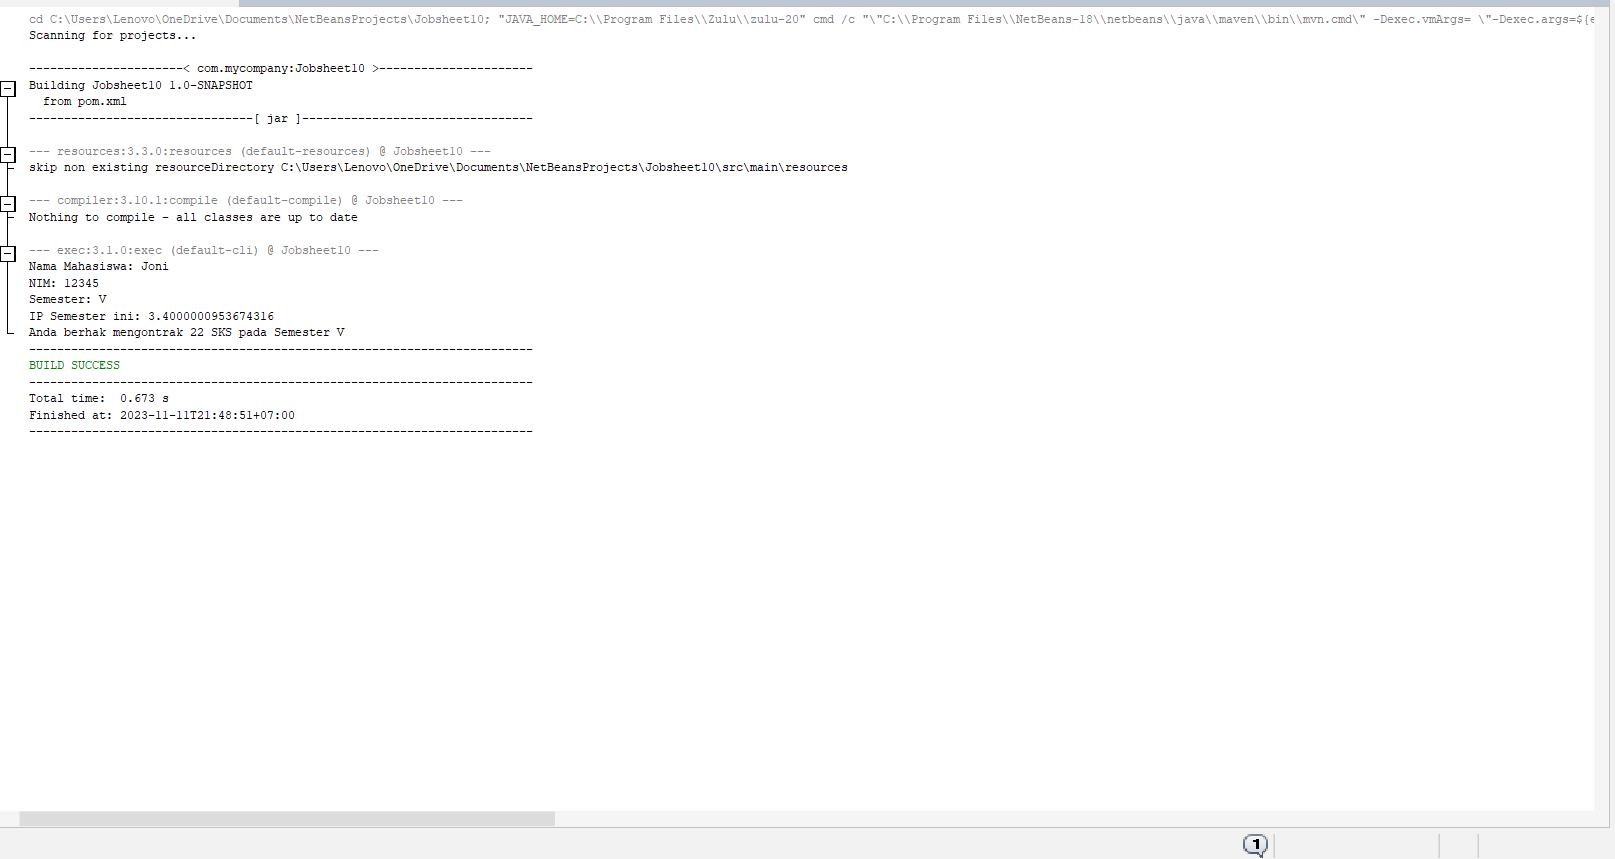 cd C:\Users\Lenovo\OneDrive\Documents\NetBeansProjects\Jobsheet10; "JAVA_HOME=C:\\Program Files\\Zulu\\zulu-20" cmd /c "\"C:\\Program Files\\NetBeans-18\\netbeans\\java\\maven\\bin\\mvn.cmd\" -Dexec.vmArgs= \"-Dexec.args=${e
Scanning for projects...
----------------------< com.mycompany:Jobsheet10 >----------------------
Building Jobsheet10 1.0-SNAPSHOT
  from pom.xml
--------------------------------[ jar ]---------------------------------
--- resources:3.3.0:resources (default-resources) @ Jobsheet10 ---
skip non existing resourceDirectory C:\Users\Lenovo\OneDrive\Documents\NetBeansProjects\Jobsheet10\src\main\resources
--- compiler:3.10.1:compile (default-compile) @ Jobsheet10 ---
Nothing to compile - all classes are up to date
--- exec:3.1.0:exec (default-cli) @ Jobsheet10 ---
Nama Mahasiswa: Joni
NIM: 12345
Semester: V
IP Semester ini: 3.4000000953674316
Anda berhak mengontrak 22 SKS pada Semester V
------------------------------------------------------------------------
BUILD SUCCESS
------------------------------------------------------------------------
Total time:  0.673 s
Finished at: 2023-11-11T21:48:51+07:00
------------------------------------------------------------------------
1